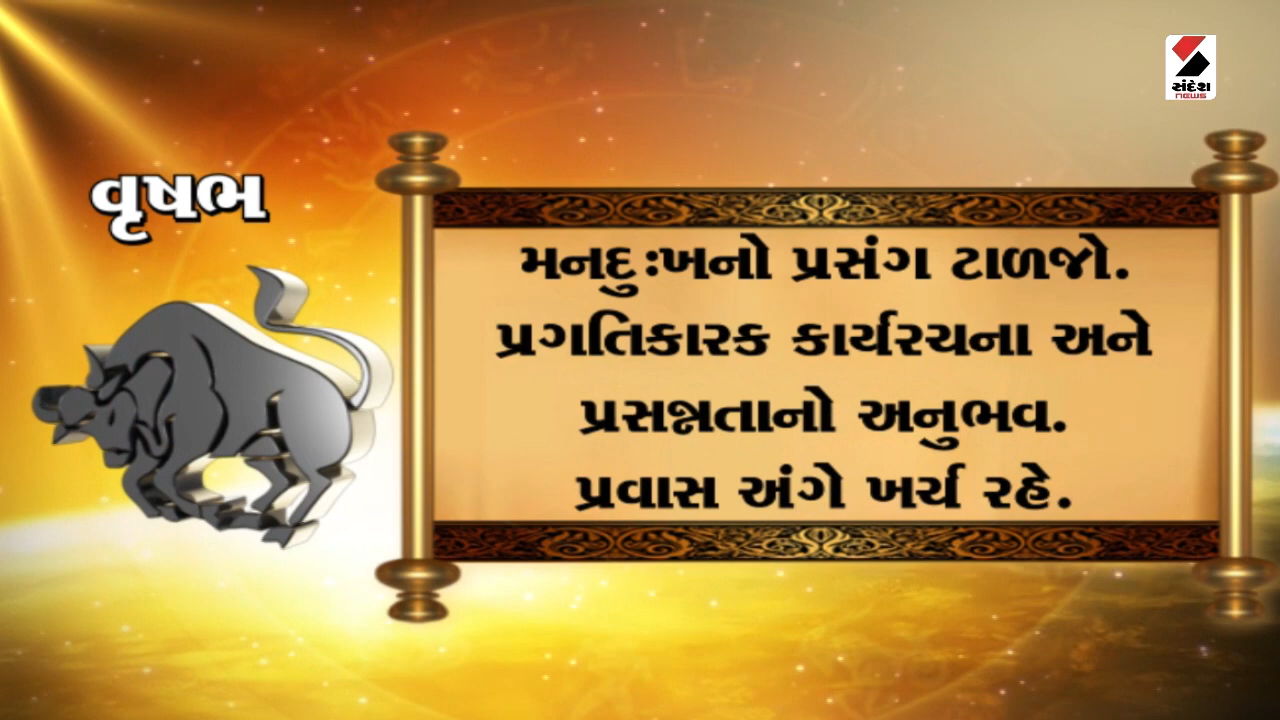 સંદેશ
NEWS
વૃષભ
મનદુઃખનો પ્રસંગ ટાળજો.
પ્રગતિકારક કાર્યરચના અને
પ્રસન્નતાનો અનુભવ.
પ્રવાસ અંગે ખર્ચ રહે.